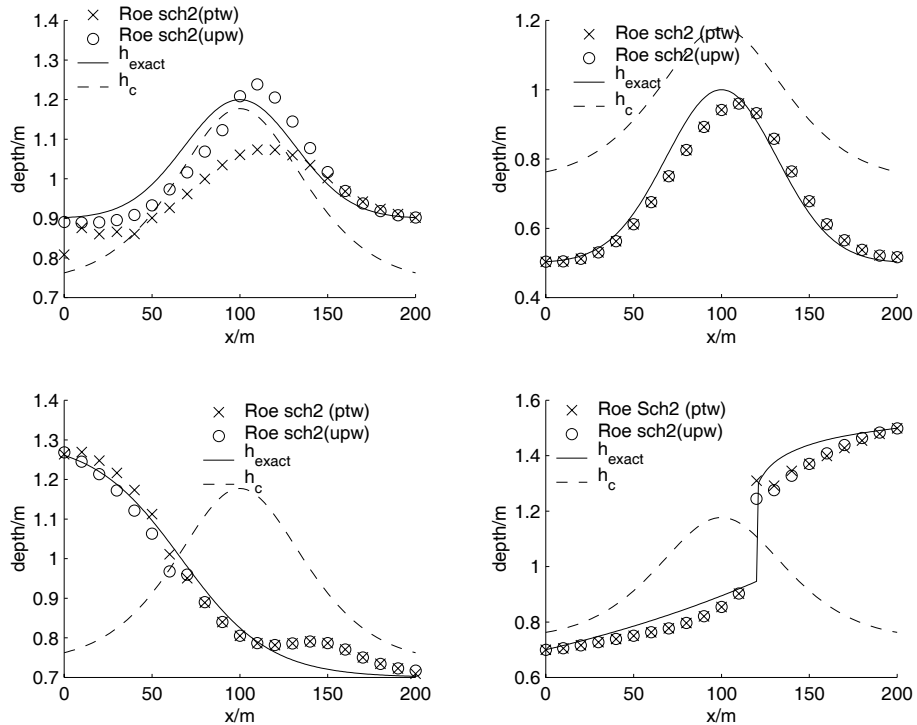 1.4
1.3
1.2
1.1
1
0.9
0.8
0.7
depth/m
Roe sch2(ptw)
Roe sch2(upw)
h_exact
h_c
0 50 100 150 200
x/m
1.2
1
0.8
0.6
0.4
depth/m
Roe sch2 (ptw)
Roe sch2(upw)
h_exact
h_c
0 50 100 150 200
x/m
1.4
1.3
1.2
1.1
1
0.9
0.8
0.7
depth/m
Roe sch2 (ptw)
Roe sch2(upw)
h_exact
h_c
0 50 100 150 200
x/m
1.6
1.4
1.2
1
0.8
0.6
depth/m
Roe Sch2 (ptw)
Roe sch2(upw)
h_exact
h_c
0 50 100 150 200
x/m